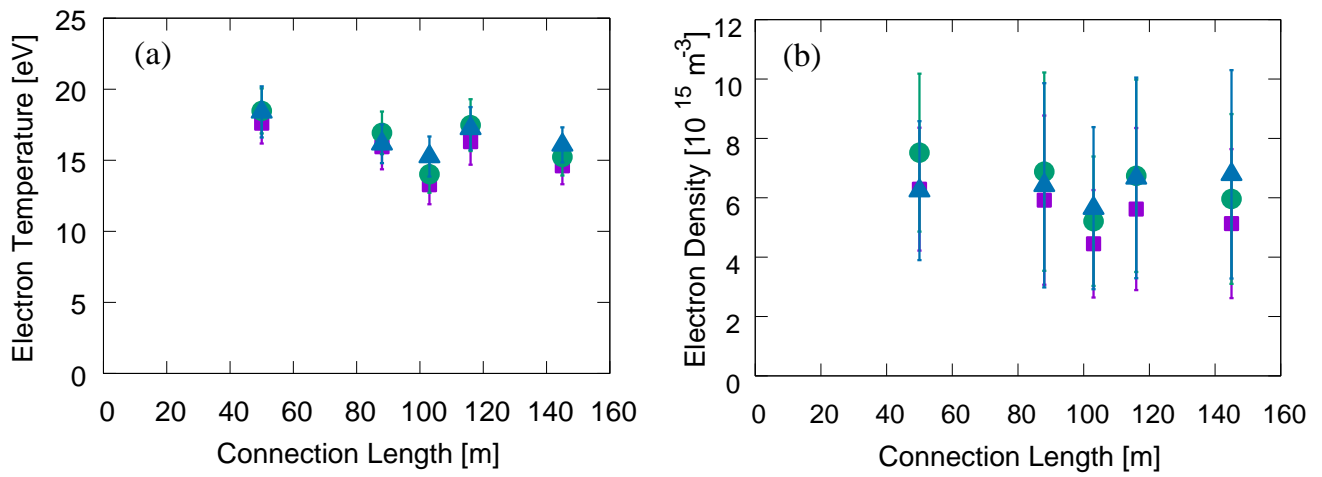 (a)
Electron Temperature [eV]
25
20
15
10
5
0
0 20 40 60 80 100 120 140 160
Connection Length [m]
(b)
Electron Density [10 15 m-3)
12
10
8
6
4
2
0
0 20 40 60 80 100 120 140 160
Connection Length [m]